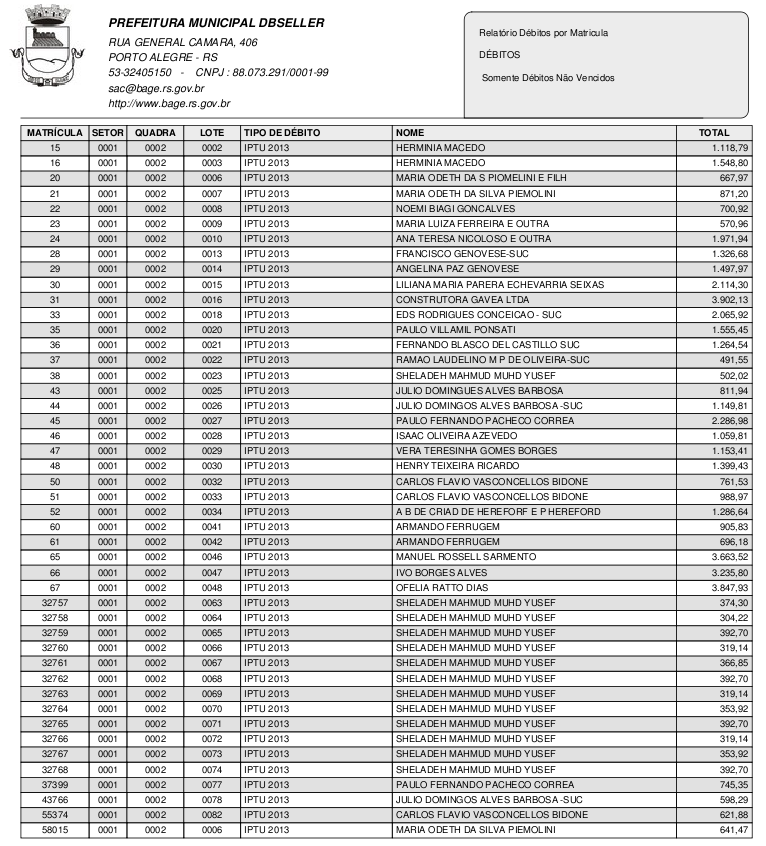 PREFEITURA MUNICIPAL DBSELLER
RUA GENERAL CAMARA, 406
PORTO ALEGRE - RS
53-32405150 - CNPJ : 88.073.291/0001-99
sac@bage.rs.gov.br
http://www.bage.rs.gov.br
Relatório Débitos por Matricula
DÉBITOS
Somente Débitos Não Vencidos
MATRÍCULA SETOR QUADRA LOTE TIPO DE DÉBITO NOME TOTAL
15 0001 0002 0002 IPTU 2013 HERMINIA MACEDO 1.118,79
16 0001 0002 0003 IPTU 2013 HERMINIA MACEDO 1.548,80
20 0001 0002 0006 IPTU 2013 MARIA ODETH DA S PIOMELINI E FILH 667,97
21 0001 0002 0007 IPTU 2013 MARIA ODETH DA SILVA PIEMOLINI 871,20
22 0001 0002 0008 IPTU 2013 NOEMI BIAGI GONCALVES 700,92
23 0001 0002 0009 IPTU 2013 MARIA LUIZA FERREIRA E OUTRA 570,96
24 0001 0002 0010 IPTU 2013 ANA TERESA NICOLOSO E OUTRA 1.971,94
28 0001 0002 0013 IPTU 2013 FRANCISCO GENOVESE-SUC 1.326,68
29 0001 0002 0014 IPTU 2013 ANGELINA PAZ GENOVESE 1.497,97
30 0001 0002 0015 IPTU 2013 LILIANA MARIA PARERA ECHEVARRIA SEIXAS 2.114,30
31 0001 0002 0016 IPTU 2013 CONSTRUTORA GAVEA LTDA 3.902,13
33 0001 0002 0018 IPTU 2013 EDS RODRIGUES CONCEICAO - SUC 2.065,92
35 0001 0002 0020 IPTU 2013 PAULO VILLAMIL PONSATI 1.555,45
36 0001 0002 0021 IPTU 2013 FERNANDO BLASCO DEL CASTILLO SUC 1.264,54
37 0001 0002 0022 IPTU 2013 RAMAO LAUDELINO M P DE OLIVEIRA-SUC 491,55
38 0001 0002 0023 IPTU 2013 SHELADEH MAHMUD MUHD YUSEF 502,02
43 0001 0002 0025 IPTU 2013 JULIO DOMINGUES ALVES BARBOSA 811,94
44 0001 0002 0026 IPTU 2013 JULIO DOMINGOS ALVES BARBOSA -SUC 1.149,81
45 0001 0002 0027 IPTU 2013 PAULO FERNANDO PACHECO CORREA 2.286,98
46 0001 0002 0028 IPTU 2013 ISAAC OLIVEIRA AZEVEDO 1.059,81
47 0001 0002 0029 IPTU 2013 VERA TERESINHA GOMES BORGES 1.153,41
48 0001 0002 0030 IPTU 2013 HENRY TEIXEIRA RICARDO 1.399,43
50 0001 0002 0032 IPTU 2013 CARLOS FLAVIO VASCONCELLOS BIDONE 761,53
51 0001 0002 0033 IPTU 2013 CARLOS FLAVIO VASCONCELLOS BIDONE 988,97
52 0001 0002 0034 IPTU 2013 A B DE CRIAD DE HEREFORF E P HEREFORD 1.286,64
60 0001 0002 0041 IPTU 2013 ARMANDO FERRUGEM 905,83
61 0001 0002 0042 IPTU 2013 ARMANDO FERRUGEM 696,18
65 0001 0002 0046 IPTU 2013 MANUEL ROSSELL SARMENTO 3.663,52
66 0001 0002 0047 IPTU 2013 IVO BORGES ALVES 3.235,80
67 0001 0002 0048 IPTU 2013 OFELIA RATTO DIAS 3.847,93
32757 0001 0002 0063 IPTU 2013 SHELADEH MAHMUD MUHD YUSEF 374,30
32758 0001 0002 0064 IPTU 2013 SHELADEH MAHMUD MUHD YUSEF 304,22
32759 0001 0002 0065 IPTU 2013 SHELADEH MAHMUD MUHD YUSEF 392,70
32760 0001 0002 0066 IPTU 2013 SHELADEH MAHMUD MUHD YUSEF 319,14
32761 0001 0002 0067 IPTU 2013 SHELADEH MAHMUD MUHD YUSEF 366,85
32762 0001 0002 0068 IPTU 2013 SHELADEH MAHMUD MUHD YUSEF 392,70
32763 0001 0002 0069 IPTU 2013 SHELADEH MAHMUD MUHD YUSEF 319,14
32764 0001 0002 0070 IPTU 2013 SHELADEH MAHMUD MUHD YUSEF 353,92
32765 0001 0002 0071 IPTU 2013 SHELADEH MAHMUD MUHD YUSEF 392,70
32766 0001 0002 0072 IPTU 2013 SHELADEH MAHMUD MUHD YUSEF 319,14
32767 0001 0002 0073 IPTU 2013 SHELADEH MAHMUD MUHD YUSEF 353,92
32768 0001 0002 0074 IPTU 2013 SHELADEH MAHMUD MUHD YUSEF 392,70
37399 0001 0002 0077 IPTU 2013 PAULO FERNANDO PACHECO CORREA 745,35
43766 0001 0002 0078 IPTU 2013 JULIO DOMINGOS ALVES BARBOSA -SUC 598,29
55374 0001 0002 0082 IPTU 2013 CARLOS FLAVIO VASCONCELLOS BIDONE 621,88
58015 0001 0002 0006 IPTU 2013 MARIA ODETH DA SILVA PIEMOLINI 641,47